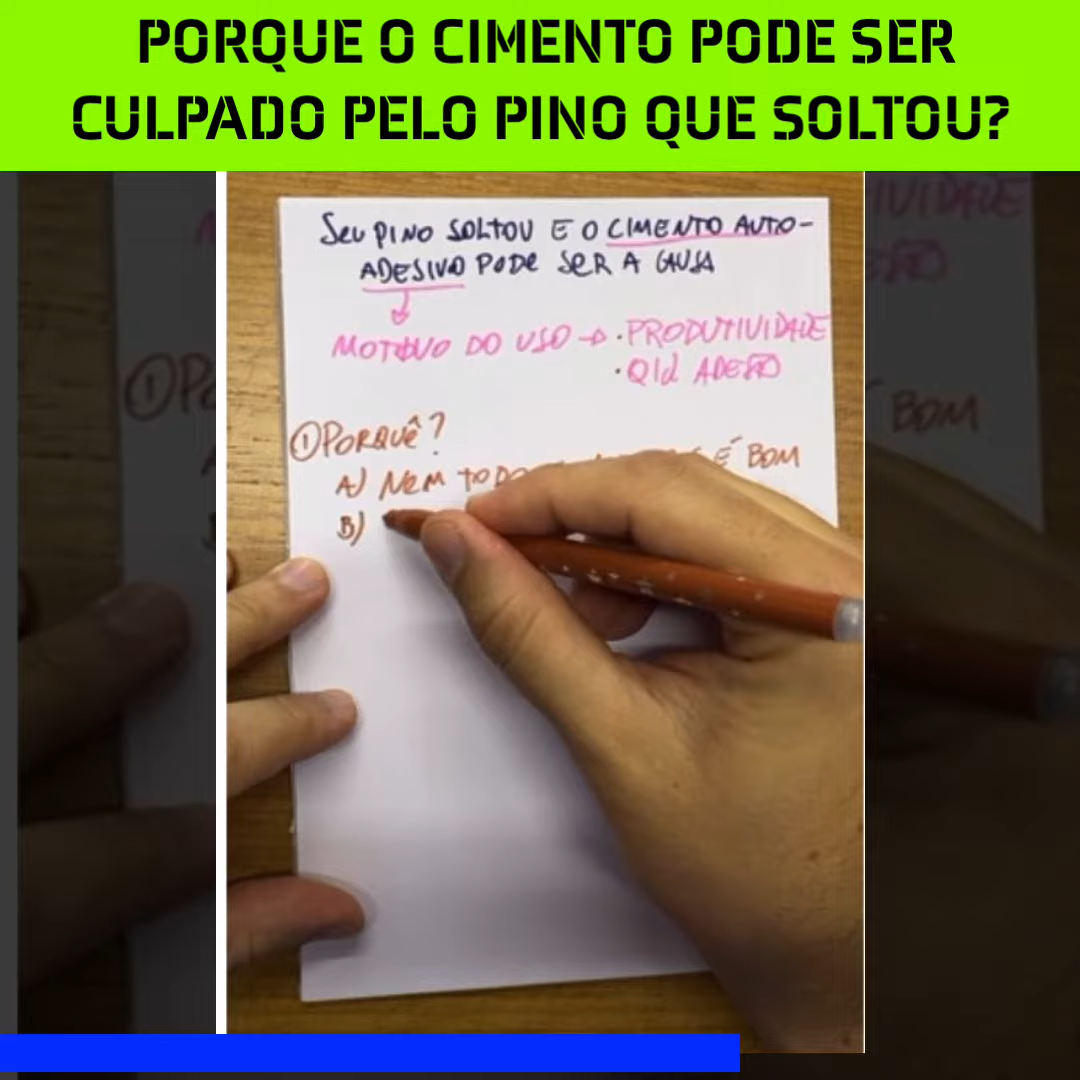 PORQUE O CIMENTO PODE SER
CULPADO PELO PINO QUE SOLTOU?
SEU PINO SOLTOU E O CIMENTO AUTO-
ADESIVO PODE SER A CAUSA
MOTIVO DO USO → · PRODUTIVIDADE
· Qld ADESÃO
① PORQUÊ?
A) NEM TODO É BOM
B)